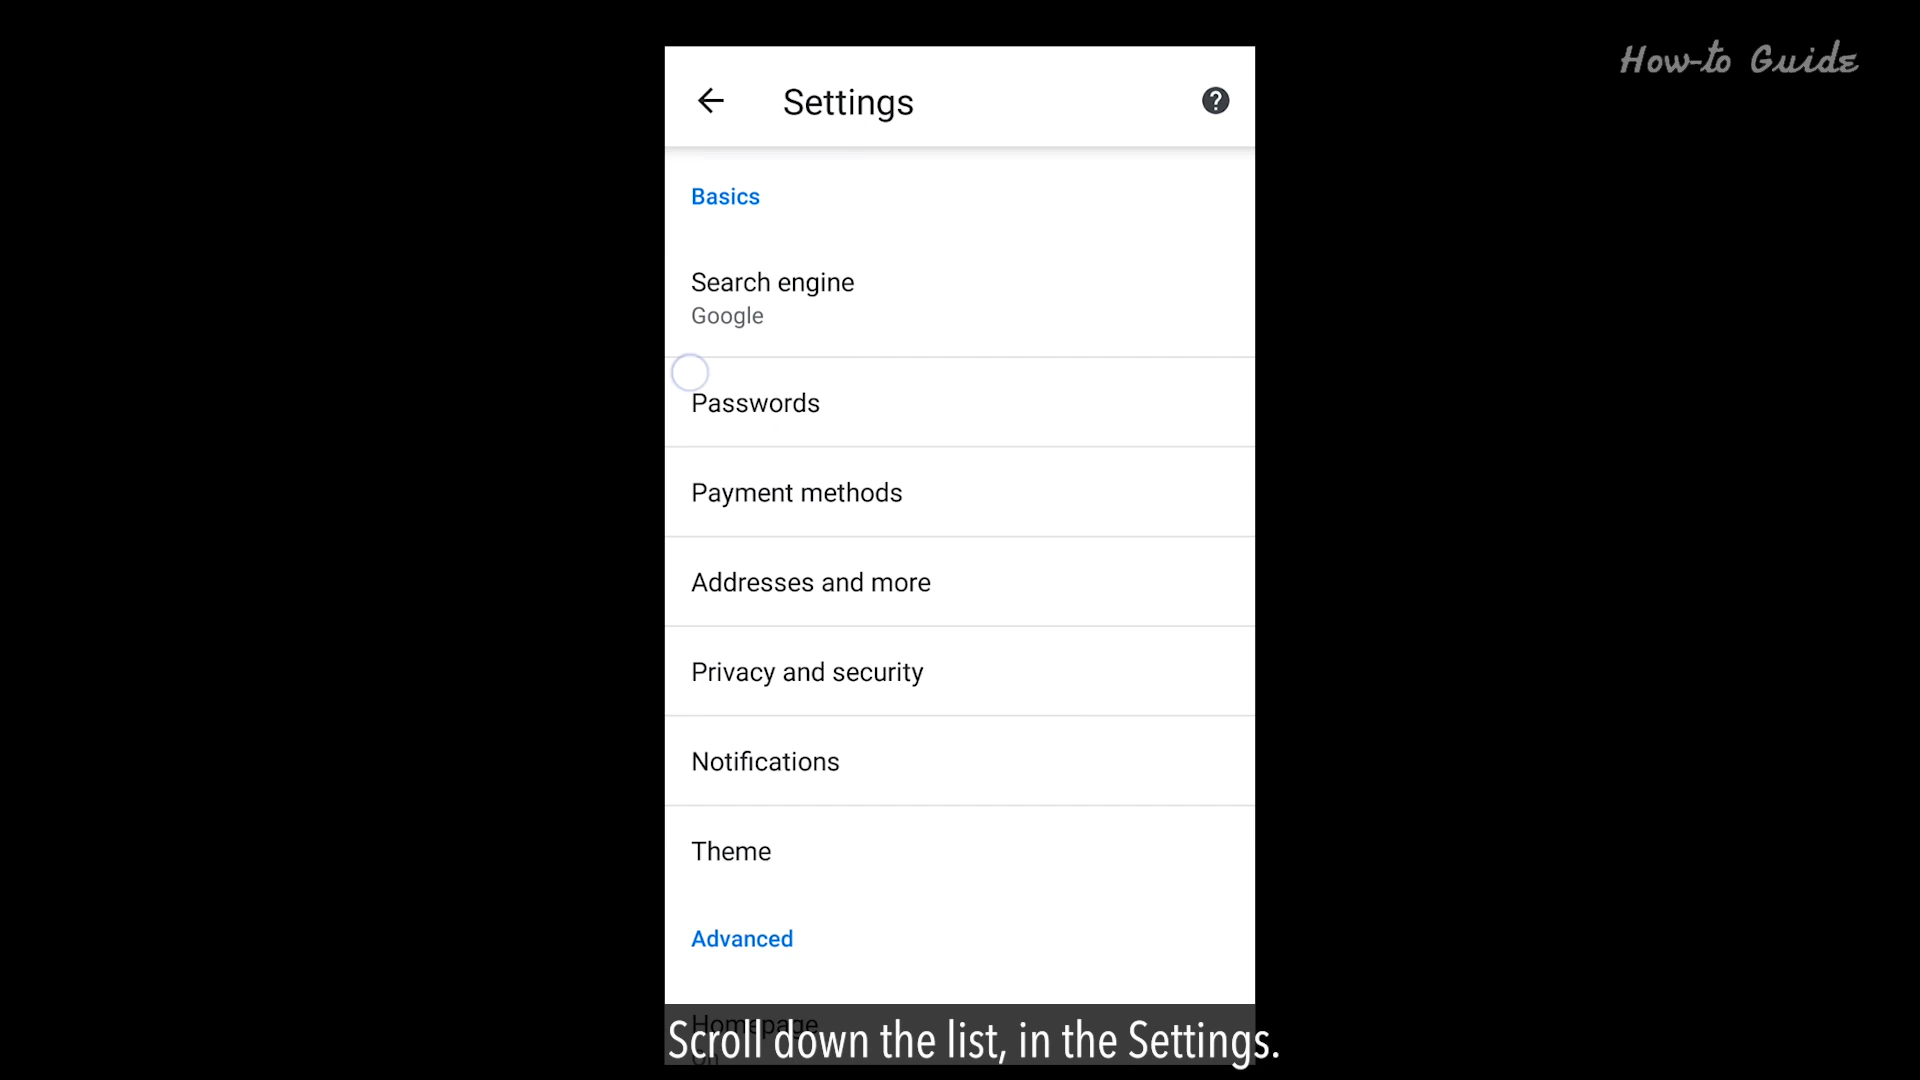 How-to Guide
Settings
Basics
Search engine
Google
Passwords
Payment methods
Addresses and more
Privacy and security
Notifications
Theme
Advanced
Homepage
On
Scroll down the list, in the Settings.